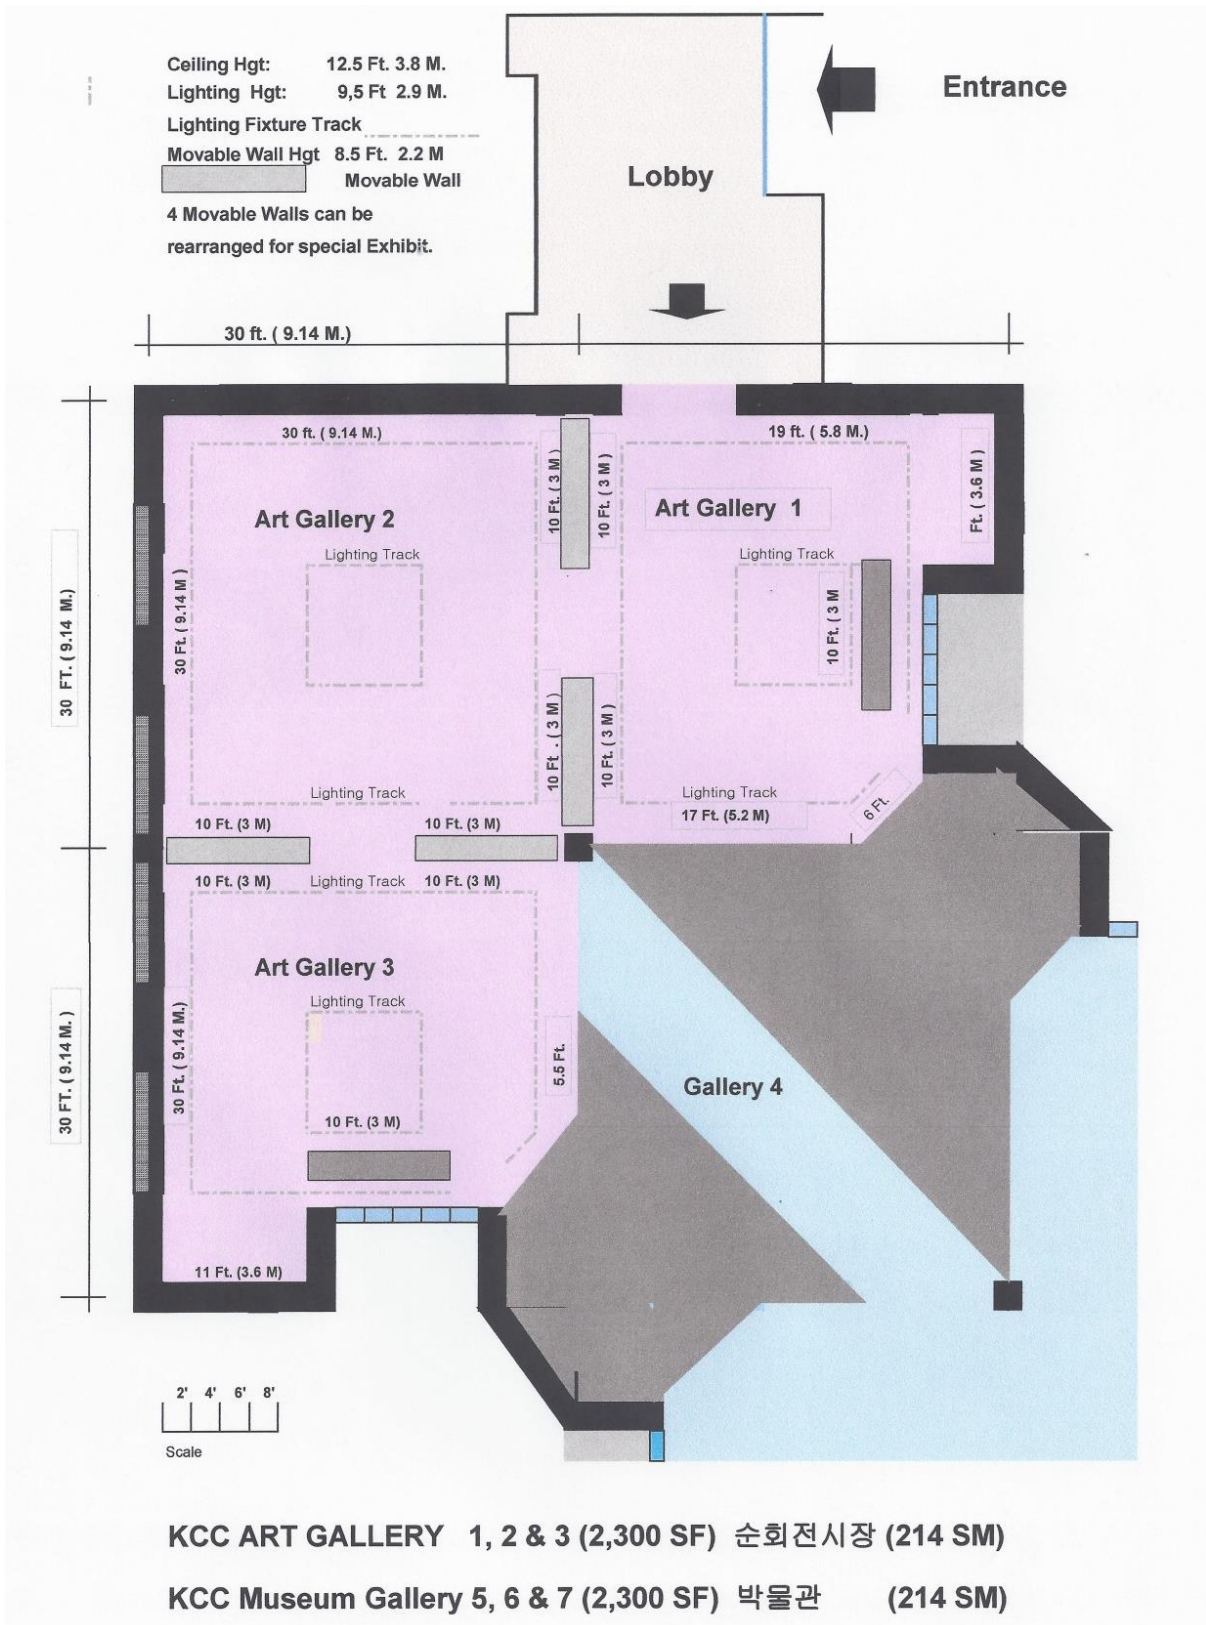 Ceiling Hgt: 12.5 Ft. 3.8 M.
Lighting Hgt: 9,5 Ft 2.9 M.
Lighting Fixture Track
Movable Wall Hgt 8.5 Ft. 2.2 M
Movable Wall
4 Movable Walls can be
rearranged for special Exhibit.
Entrance
Lobby
30 ft. ( 9.14 M.)
30 ft. ( 9.14 M.)
19 ft. ( 5.8 M.)
10 Ft. ( 3 M )
10 Ft. ( 3 M )
Ft. ( 3.6 M )
Art Gallery 2
Art Gallery 1
Lighting Track
Lighting Track
30 FT. ( 9.14 M.)
30 Ft. ( 9.14 M )
10 Ft. ( 3 M
10 Ft . ( 3 M )
10 Ft. ( 3 M )
Lighting Track
Lighting Track
17 Ft. (5.2 M)
6 Ft.
10 Ft. (3 M)
10 Ft. (3 M)
10 Ft. (3 M)
Lighting Track
10 Ft. (3 M)
Art Gallery 3
Lighting Track
30 FT. ( 9.14 M.)
30 Ft. ( 9.14 M.)
5.5 Ft.
Gallery 4
10 Ft. (3 M)
11 Ft. (3.6 M)
2' 4' 6' 8'
Scale
KCC ART GALLERY 1, 2 & 3 (2,300 SF) 순회전시장 (214 SM)
KCC Museum Gallery 5, 6 & 7 (2,300 SF) 박물관 (214 SM)